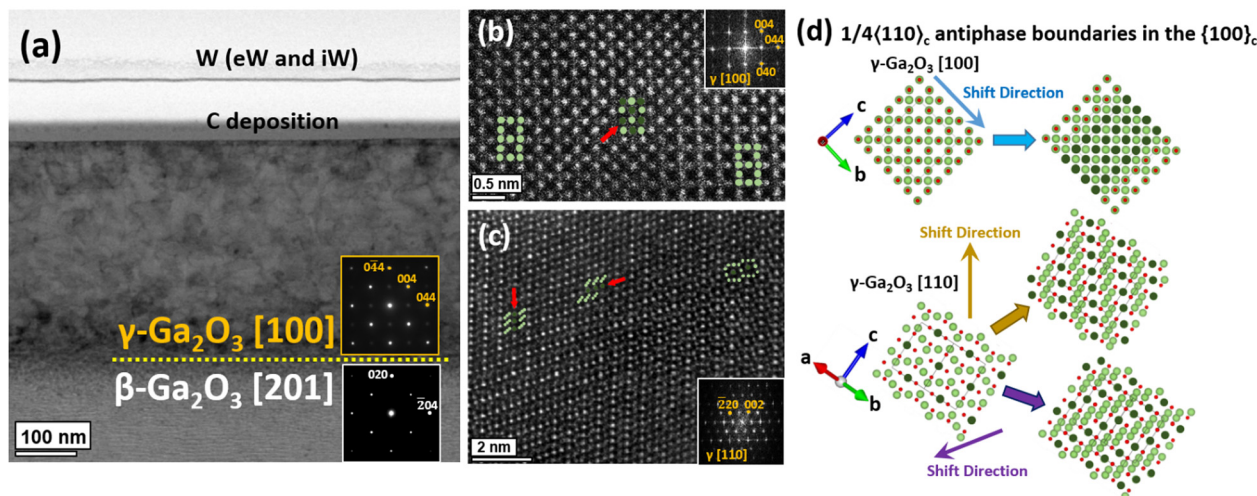 (a)
W (eW and iW)
C deposition
04̄4
004
044
γ-Ga₂O₃ [100]
β-Ga₂O₃ [201]
020
2̄04
100 nm
(b)
004
044
040
γ [100]
0.5 nm
(c)
2̄20 002
γ [110]
2 nm
(d) 1/4⟨110⟩c antiphase boundaries in the {100}c
γ-Ga₂O₃ [100]
Shift Direction
c
b
Shift Direction
γ-Ga₂O₃ [110]
c
a
b
Shift Direction